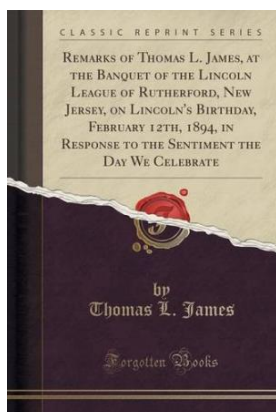 CLASSIC REPRINT SERIES
REMARKS OF THOMAS L. JAMES, AT
THE BANQUET OF THE LINCOLN
LEAGUE OF RUTHERFORD, NEW
JERSEY, ON LINCOLN'S BIRTHDAY,
FEBRUARY 12TH, 1894, IN
RESPONSE TO THE SENTIMENT THE
DAY WE CELEBRATE
F
by
Thomas L. James
Forgotten Books